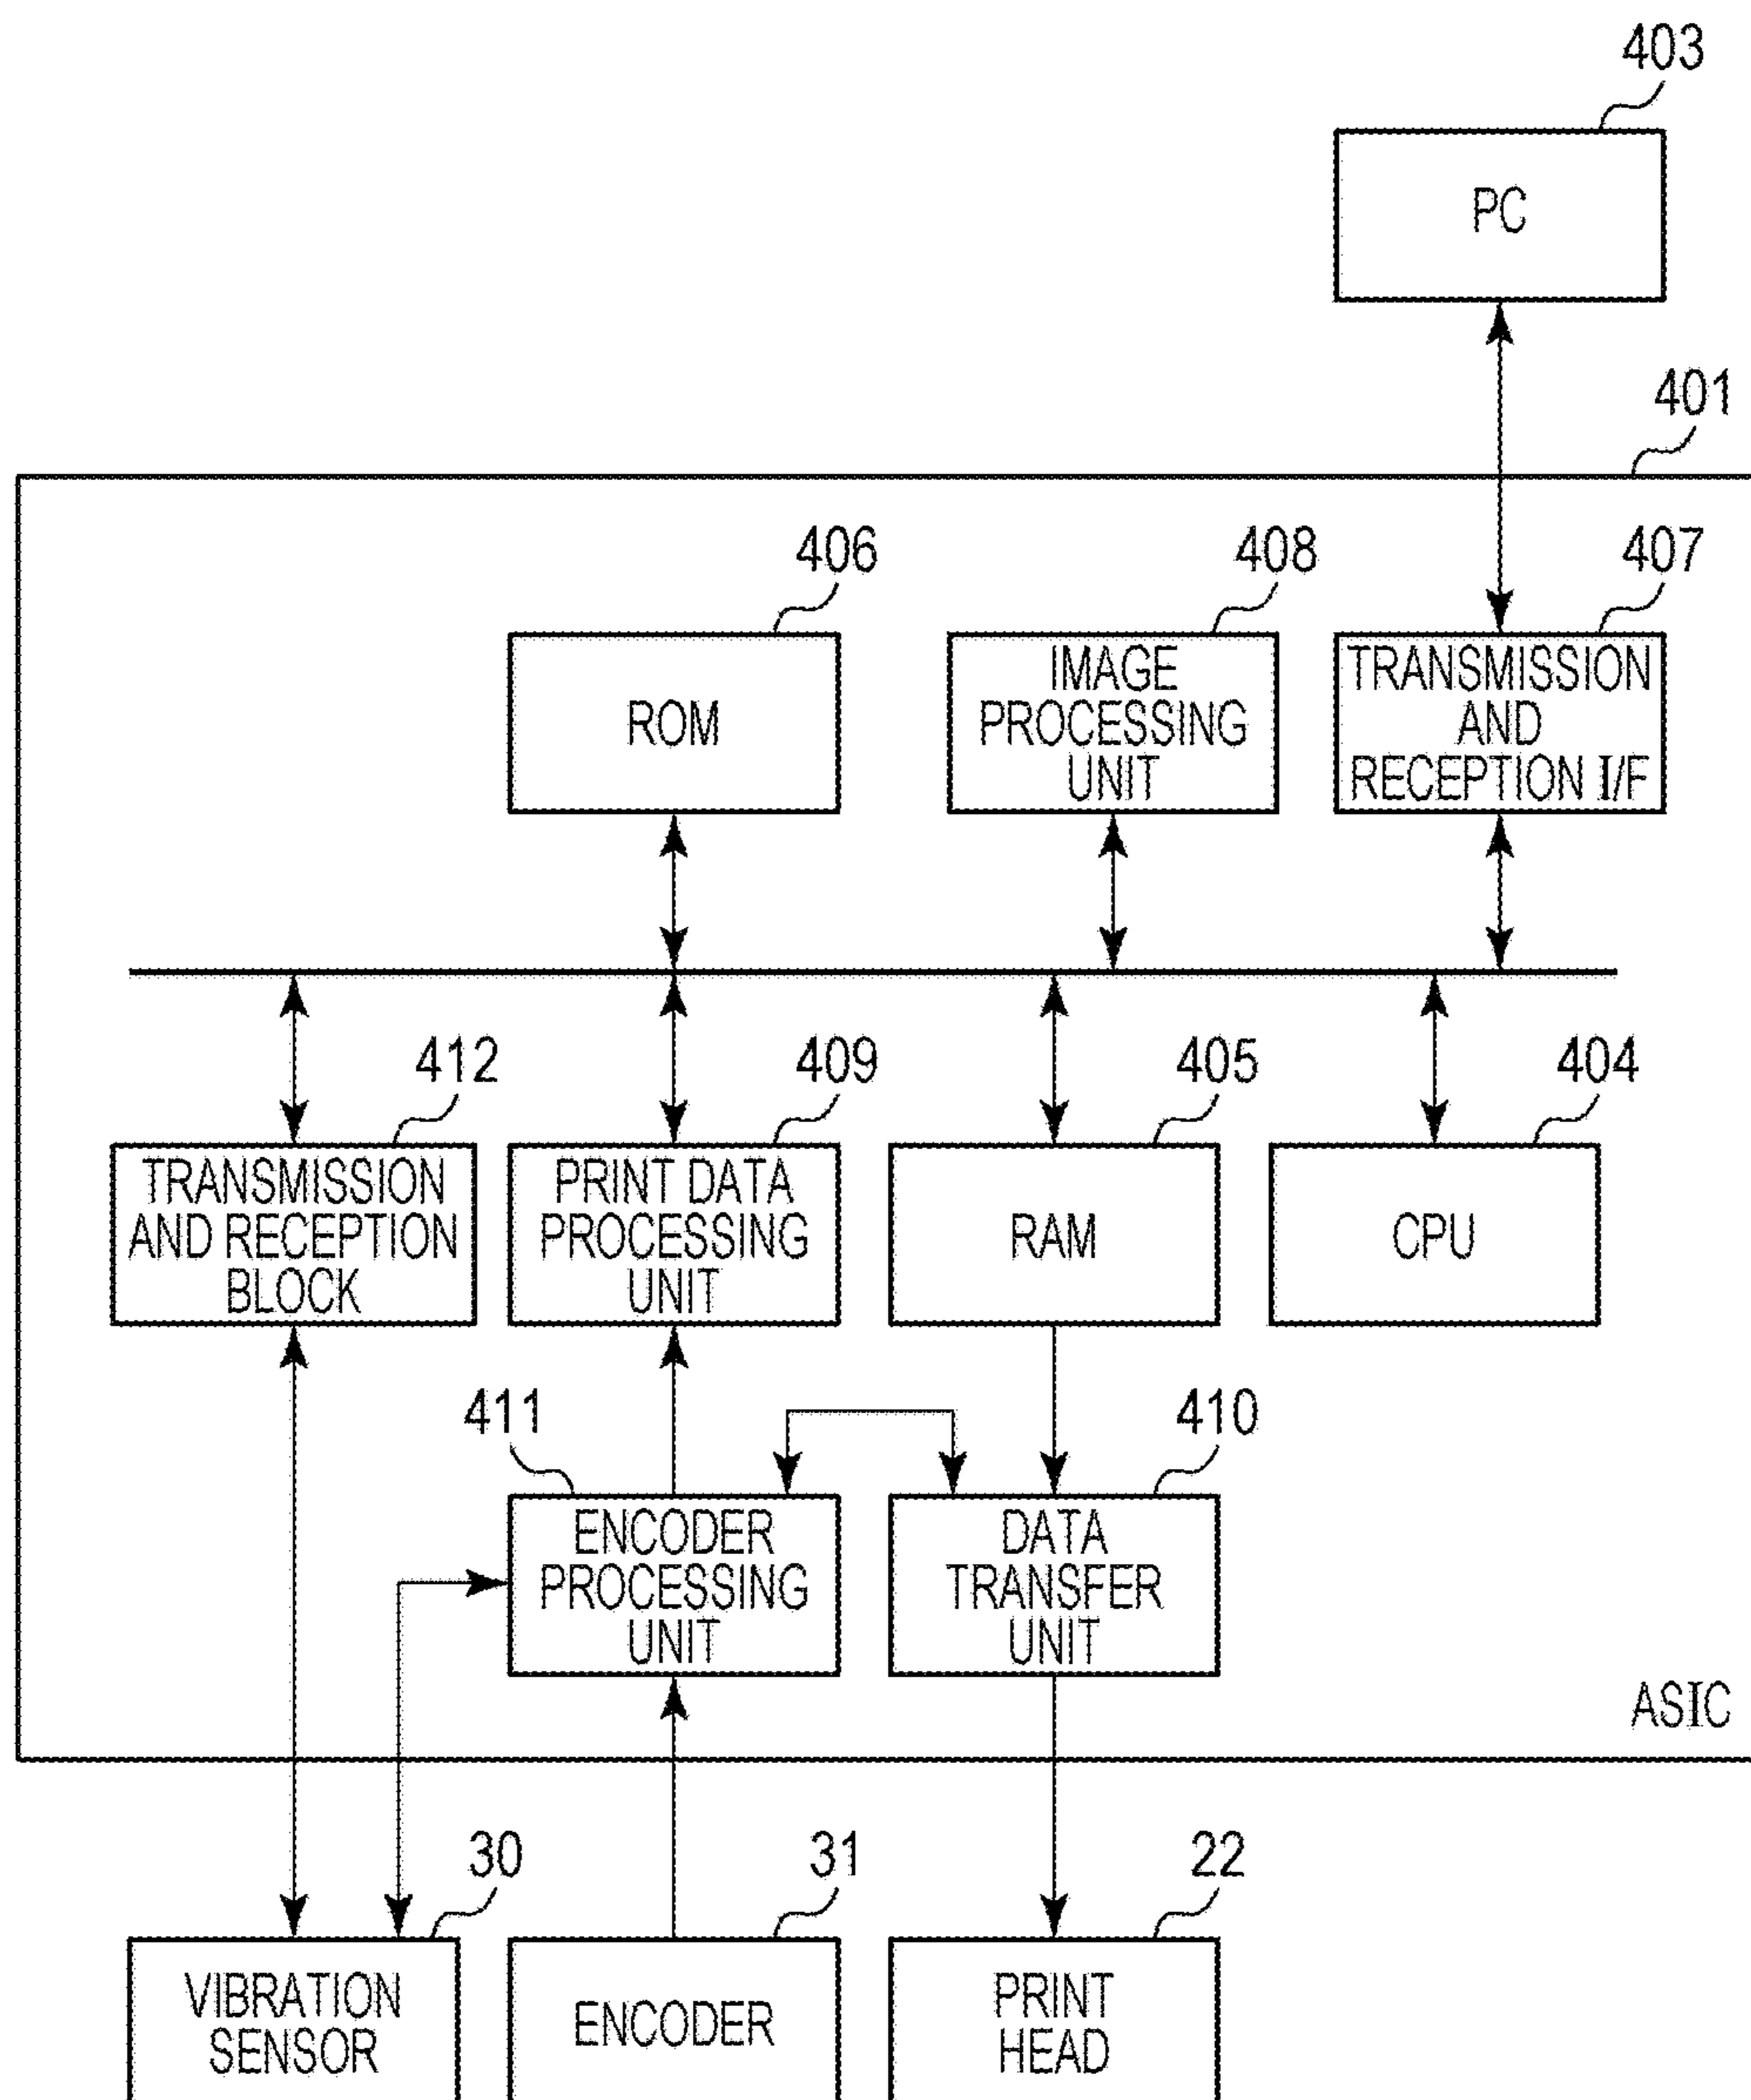 403
PC
401
406
408
407
ROM
IMAGE
PROCESSING
UNIT
TRANSMISSION
AND
RECEPTION I/F
412
409
405
404
TRANSMISSION
AND RECEPTION
BLOCK
PRINT DATA
PROCESSING
UNIT
RAM
CPU
411
410
ENCODER
PROCESSING
UNIT
DATA
TRANSFER
UNIT
ASIC
30
31
22
VIBRATION
SENSOR
ENCODER
PRINT
HEAD